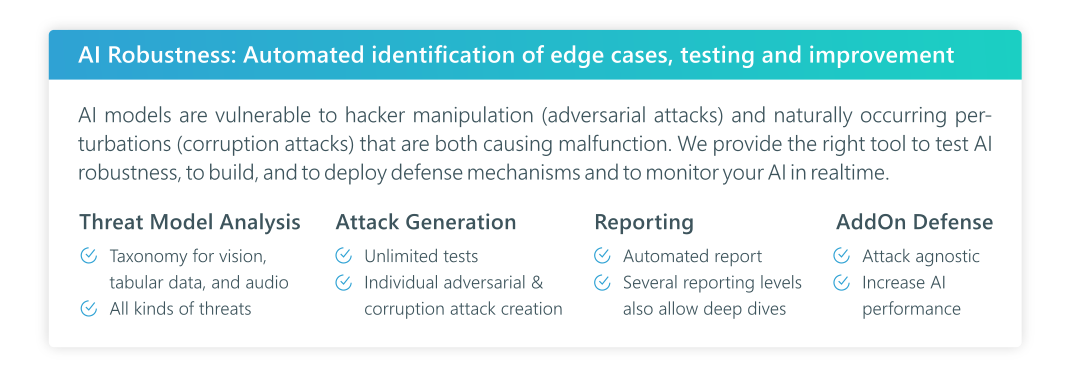 AI Robustness: Automated identification of edge cases, testing and improvement
AI models are vulnerable to hacker manipulation (adversarial attacks) and naturally occurring per-
turbations (corruption attacks) that are both causing malfunction. We provide the right tool to test AI
robustness, to build, and to deploy defense mechanisms and to monitor your AI in realtime.
Threat Model Analysis
Taxonomy for vision,
tabular data, and audio
All kinds of threats
Attack Generation
Unlimited tests
Individual adversarial &
corruption attack creation
Reporting
Automated report
Several reporting levels
also allow deep dives
AddOn Defense
Attack agnostic
Increase AI
performance